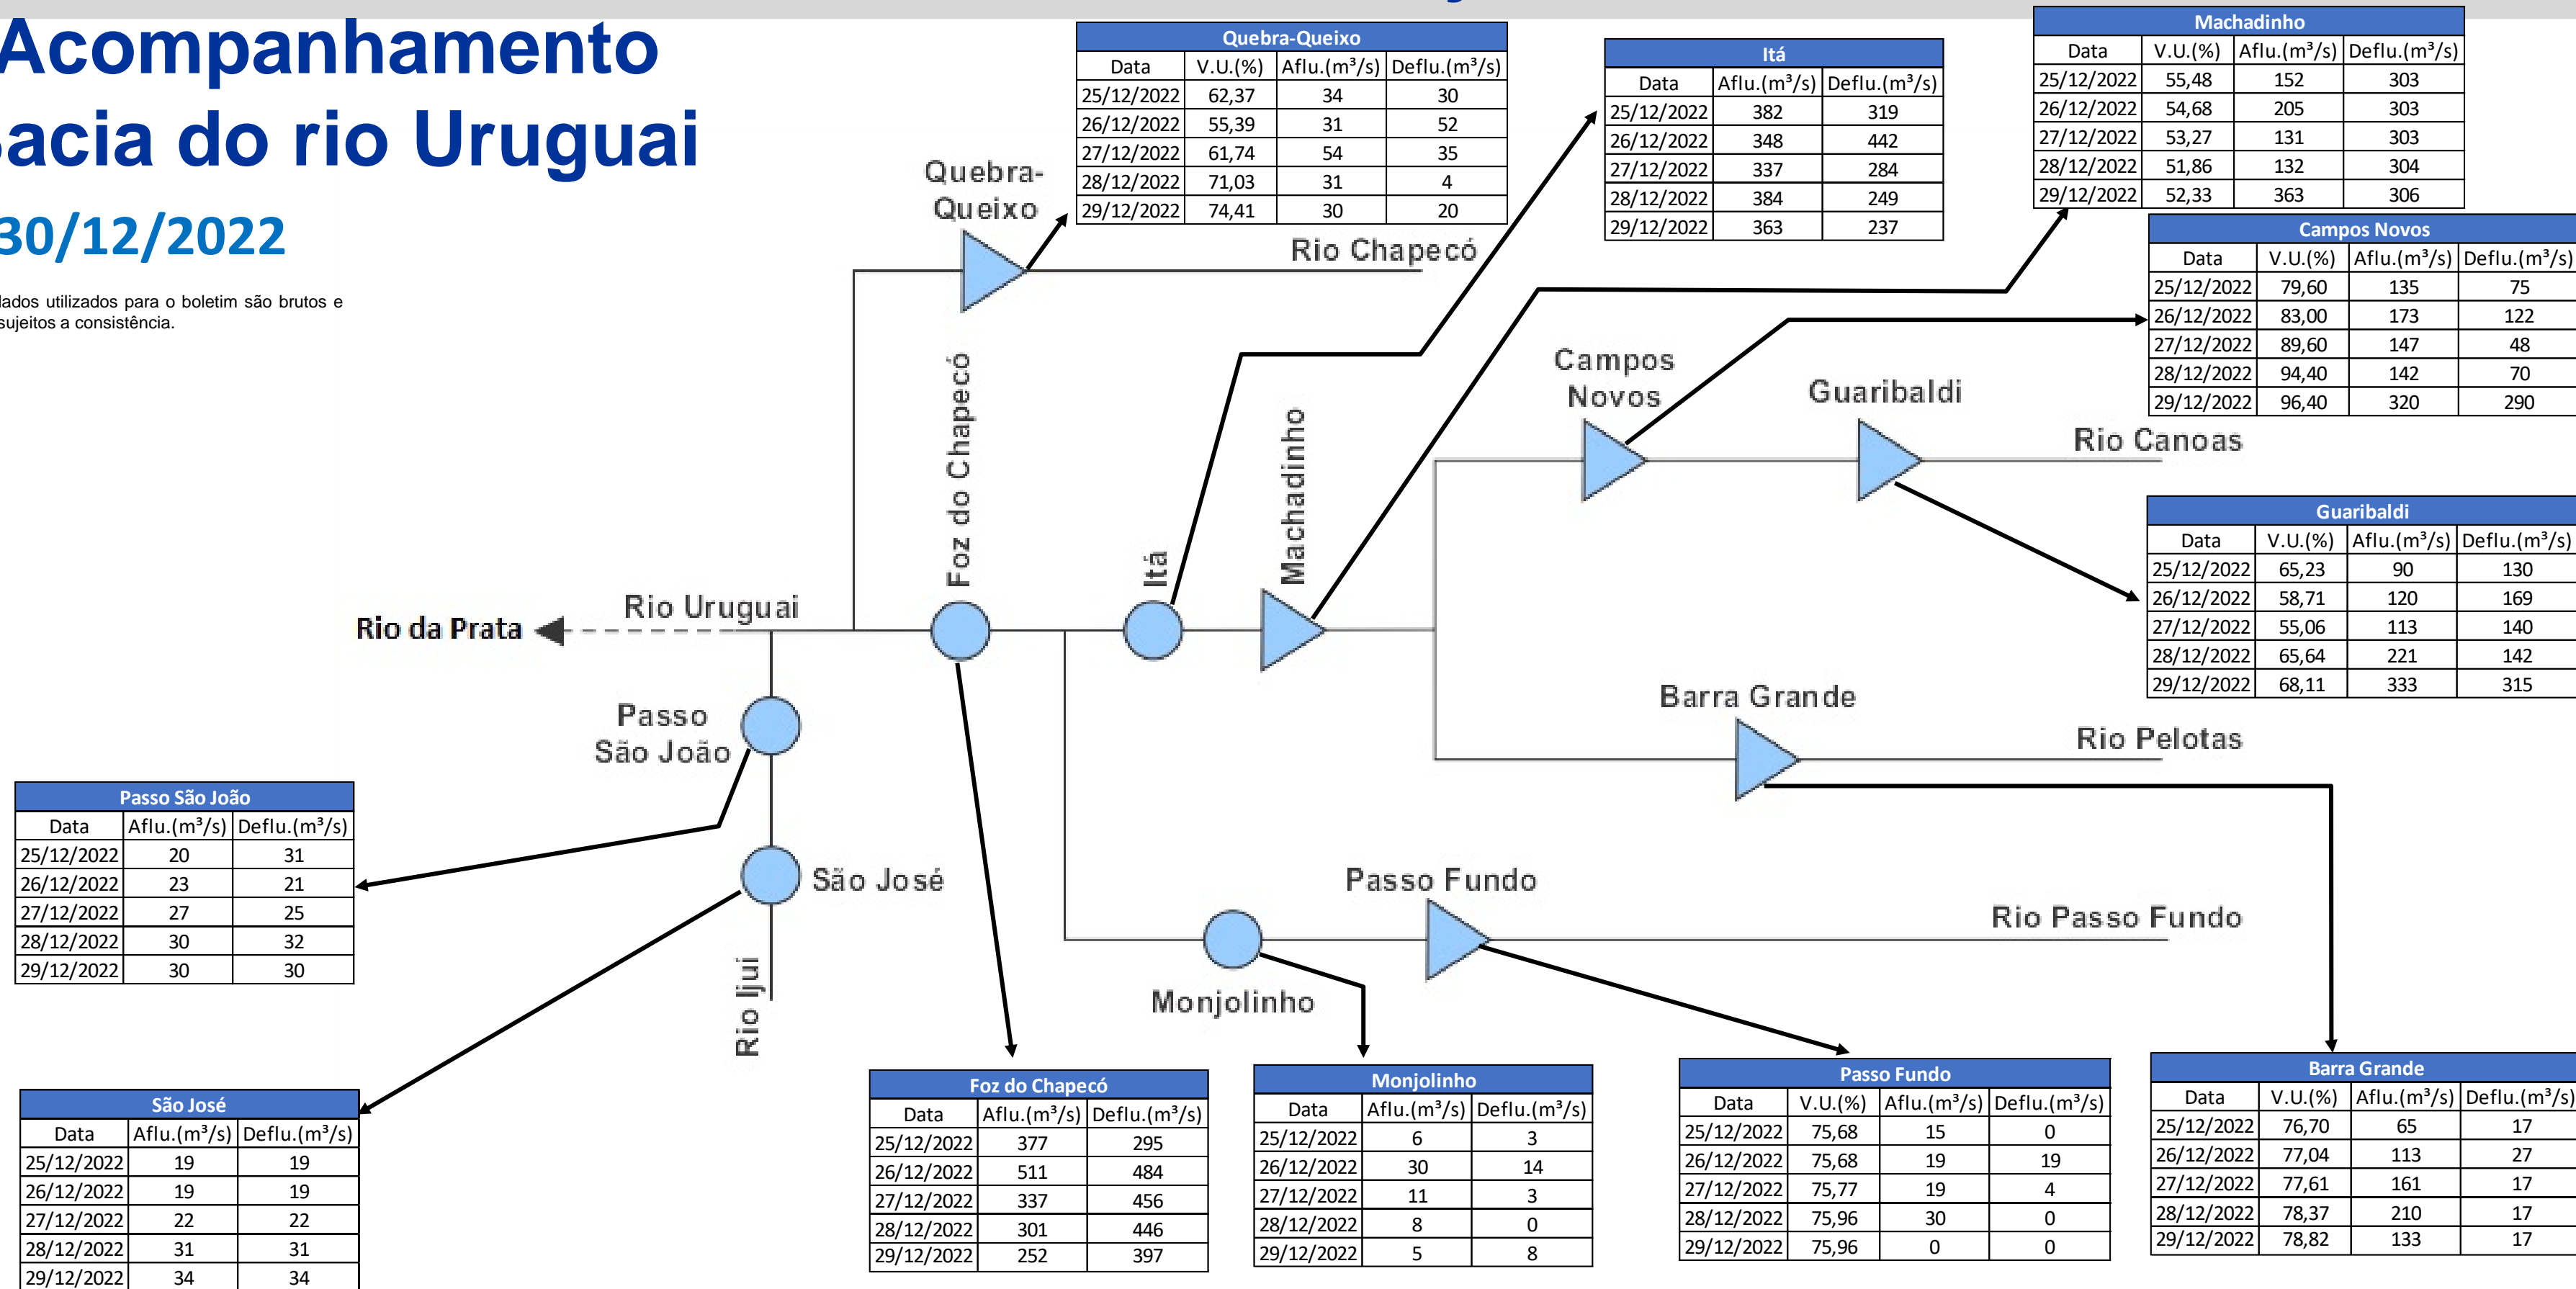 Acompanhamento
acia do rio Uruguai
30/12/2022
dados utilizados para o boletim são brutos e
sujeitos a consistência.
Quebra-Queixo
Data V.U.(%) Aflu.(m³/s) Deflu.(m³/s)
25/12/2022 62,37 34 30
26/12/2022 55,39 31 52
27/12/2022 61,74 54 35
28/12/2022 71,03 31 4
29/12/2022 74,41 30 20
Itá
Data Aflu.(m³/s) Deflu.(m³/s)
25/12/2022 382 319
26/12/2022 348 442
27/12/2022 337 284
28/12/2022 384 249
29/12/2022 363 237
Machadinho
Data V.U.(%) Aflu.(m³/s) Deflu.(m³/s)
25/12/2022 55,48 152 303
26/12/2022 54,68 205 303
27/12/2022 53,27 131 303
28/12/2022 51,86 132 304
29/12/2022 52,33 363 306
Campos Novos
Data V.U.(%) Aflu.(m³/s) Deflu.(m³/s)
25/12/2022 79,60 135 75
26/12/2022 83,00 173 122
27/12/2022 89,60 147 48
28/12/2022 94,40 142 70
29/12/2022 96,40 320 290
Quebra-
Queixo
Rio Chapecó
Foz do Chapecó
Itá
Machadinho
Campos
Novos
Guaribaldi
Rio Canoas
Guaribaldi
Data V.U.(%) Aflu.(m³/s) Deflu.(m³/s)
25/12/2022 65,23 90 130
26/12/2022 58,71 120 169
27/12/2022 55,06 113 140
28/12/2022 65,64 221 142
29/12/2022 68,11 333 315
Rio da Prata
Rio Uruguai
Passo
São João
Barra Grande
Rio Pelotas
São José
Rio Ijui
Passo Fundo
Rio Passo Fundo
Monjolinho
Passo São João
Data Aflu.(m³/s) Deflu.(m³/s)
25/12/2022 20 31
26/12/2022 23 21
27/12/2022 27 25
28/12/2022 30 32
29/12/2022 30 30
São José
Data Aflu.(m³/s) Deflu.(m³/s)
25/12/2022 19 19
26/12/2022 19 19
27/12/2022 22 22
28/12/2022 31 31
29/12/2022 34 34
Foz do Chapecó
Data Aflu.(m³/s) Deflu.(m³/s)
25/12/2022 377 295
26/12/2022 511 484
27/12/2022 337 456
28/12/2022 301 446
29/12/2022 252 397
Monjolinho
Data Aflu.(m³/s) Deflu.(m³/s)
25/12/2022 6 3
26/12/2022 30 14
27/12/2022 11 3
28/12/2022 8 0
29/12/2022 5 8
Passo Fundo
Data V.U.(%) Aflu.(m³/s) Deflu.(m³/s)
25/12/2022 75,68 15 0
26/12/2022 75,68 19 19
27/12/2022 75,77 19 4
28/12/2022 75,96 30 0
29/12/2022 75,96 0 0
Barra Grande
Data V.U.(%) Aflu.(m³/s) Deflu.(m³/s)
25/12/2022 76,70 65 17
26/12/2022 77,04 113 27
27/12/2022 77,61 161 17
28/12/2022 78,37 210 17
29/12/2022 78,82 133 17